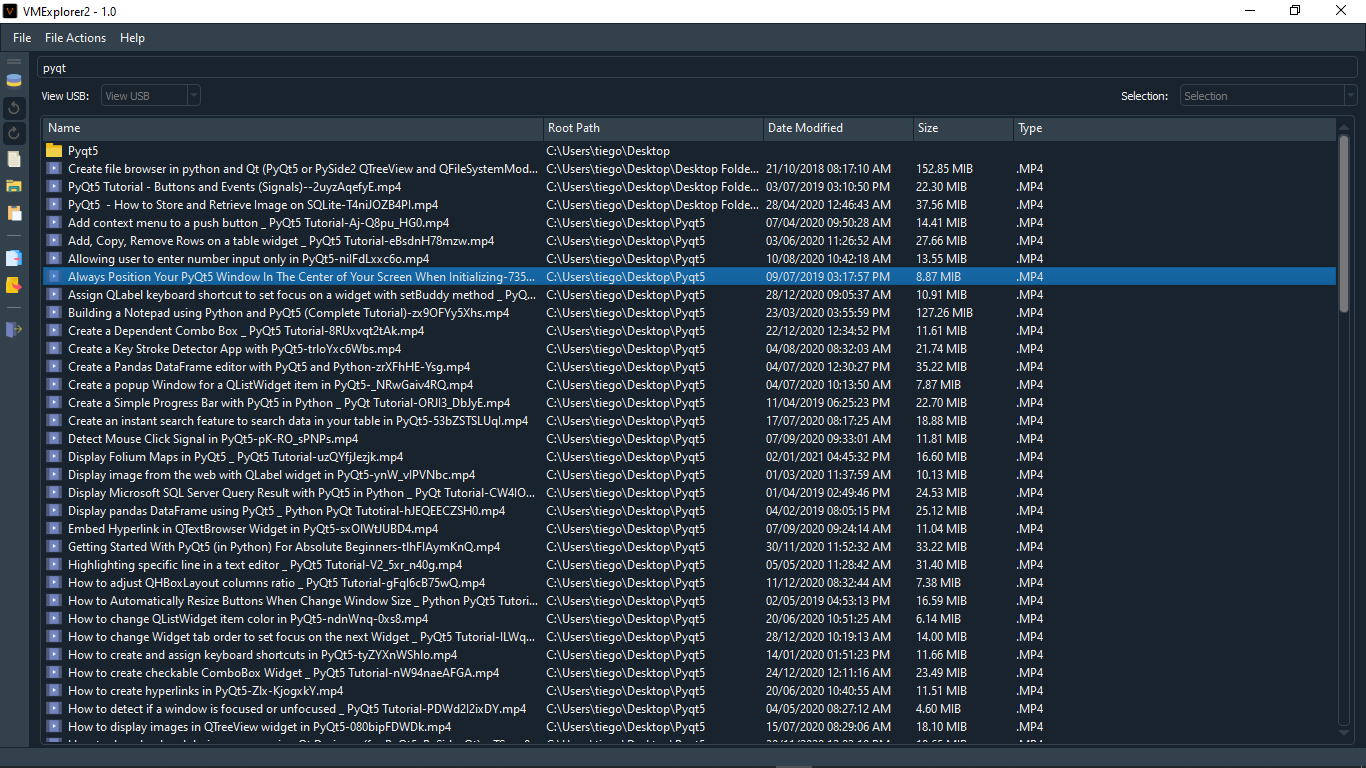 VMExplorer2 - 1.0
File File Actions Help
pyqt
View USB: View USB Selection: Selection
Name Root Path Date Modified Size Type
Pyqt5 C:\Users\tiego\Desktop
Create file browser in python and Qt (PyQt5 or PySide2 QTreeView and QFileSystemMod... C:\Users\tiego\Desktop\Desktop Folde... 21/10/2018 08:17:10 AM 152.85 MIB .MP4
PyQt5 Tutorial - Buttons and Events (Signals)--2uyzAqefyE.mp4 C:\Users\tiego\Desktop\Desktop Folde... 03/07/2019 03:10:50 PM 22.30 MIB .MP4
PyQt5  - How to Store and Retrieve Image on SQLite-T4niJOZB4PI.mp4 C:\Users\tiego\Desktop\Desktop Folde... 28/04/2020 12:46:43 AM 37.56 MIB .MP4
Add context menu to a push button _ PyQt5 Tutorial-Aj-Q8pu_HG0.mp4 C:\Users\tiego\Desktop\Pyqt5 07/04/2020 09:50:28 AM 14.41 MIB .MP4
Add, Copy, Remove Rows on a table widget _ PyQt5 Tutorial-eBsdnH78mzw.mp4 C:\Users\tiego\Desktop\Pyqt5 03/06/2020 11:26:52 AM 27.66 MIB .MP4
Allowing user to enter number input only in PyQt5-nilFdLxxc6o.mp4 C:\Users\tiego\Desktop\Pyqt5 10/08/2020 10:42:18 AM 13.55 MIB .MP4
Always Position Your PyQt5 Window In The Center of Your Screen When Initializing-735... C:\Users\tiego\Desktop\Pyqt5 09/07/2019 03:17:57 PM 8.87 MIB .MP4
Assign QLabel keyboard shortcut to set focus on a widget with setBuddy method _ PyQ... C:\Users\tiego\Desktop\Pyqt5 28/12/2020 09:05:37 AM 10.91 MIB .MP4
Building a Notepad using Python and PyQt5 (Complete Tutorial)-zx9OFYy5Xhs.mp4 C:\Users\tiego\Desktop\Pyqt5 23/03/2020 03:55:59 PM 127.26 MIB .MP4
Create a Dependent Combo Box _ PyQt5 Tutorial-8RUxvqt2tAk.mp4 C:\Users\tiego\Desktop\Pyqt5 22/12/2020 12:34:52 PM 11.61 MIB .MP4
Create a Key Stroke Detector App with PyQt5-trIoYxc6Wbs.mp4 C:\Users\tiego\Desktop\Pyqt5 04/08/2020 08:32:03 AM 21.74 MIB .MP4
Create a Pandas DataFrame editor with PyQt5 and Python-zrXFhHE-Ysg.mp4 C:\Users\tiego\Desktop\Pyqt5 04/07/2020 12:30:27 PM 35.22 MIB .MP4
Create a popup Window for a QListWidget item in PyQt5-_NRwGaiv4RQ.mp4 C:\Users\tiego\Desktop\Pyqt5 04/07/2020 10:13:50 AM 7.87 MIB .MP4
Create a Simple Progress Bar with PyQt5 in Python _ PyQt Tutorial-ORJI3_DbJyE.mp4 C:\Users\tiego\Desktop\Pyqt5 11/04/2019 06:25:23 PM 22.70 MIB .MP4
Create an instant search feature to search data in your table in PyQt5-53bZSTSLUqI.mp4 C:\Users\tiego\Desktop\Pyqt5 17/07/2020 08:17:25 AM 18.88 MIB .MP4
Detect Mouse Click Signal in PyQt5-pK-RO_sPNPs.mp4 C:\Users\tiego\Desktop\Pyqt5 07/09/2020 09:33:01 AM 11.81 MIB .MP4
Display Folium Maps in PyQt5 _ PyQt5 Tutorial-uzQYfjJezjk.mp4 C:\Users\tiego\Desktop\Pyqt5 02/01/2021 04:45:32 PM 16.60 MIB .MP4
Display image from the web with QLabel widget in PyQt5-ynW_vlPVNbc.mp4 C:\Users\tiego\Desktop\Pyqt5 01/03/2020 11:37:59 AM 10.13 MIB .MP4
Display Microsoft SQL Server Query Result with PyQt5 in Python _ PyQt Tutorial-CW4IO... C:\Users\tiego\Desktop\Pyqt5 01/04/2019 02:49:46 PM 24.53 MIB .MP4
Display pandas DataFrame using PyQt5 _ Python PyQt Tutotiral-hJEQEECZSH0.mp4 C:\Users\tiego\Desktop\Pyqt5 04/02/2019 08:05:15 PM 25.12 MIB .MP4
Embed Hyperlink in QTextBrowser Widget in PyQt5-sxOIWtJUBD4.mp4 C:\Users\tiego\Desktop\Pyqt5 07/09/2020 09:24:14 AM 11.04 MIB .MP4
Getting Started With PyQt5 (in Python) For Absolute Beginners-tIhFIAymKnQ.mp4 C:\Users\tiego\Desktop\Pyqt5 30/11/2020 11:52:32 AM 33.22 MIB .MP4
Highlighting specific line in a text editor _ PyQt5 Tutorial-V2_5xr_n40g.mp4 C:\Users\tiego\Desktop\Pyqt5 05/05/2020 11:28:42 AM 31.40 MIB .MP4
How to adjust QHBoxLayout columns ratio _ PyQt5 Tutorial-gFqI6cB75wQ.mp4 C:\Users\tiego\Desktop\Pyqt5 11/12/2020 08:32:44 AM 7.38 MIB .MP4
How to Automatically Resize Buttons When Change Window Size _ Python PyQt5 Tutori... C:\Users\tiego\Desktop\Pyqt5 02/05/2019 04:53:13 PM 16.59 MIB .MP4
How to change QListWidget item color in PyQt5-ndnWnq-0xs8.mp4 C:\Users\tiego\Desktop\Pyqt5 20/06/2020 10:51:25 AM 6.14 MIB .MP4
How to change Widget tab order to set focus on the next Widget _ PyQt5 Tutorial-ILWq... C:\Users\tiego\Desktop\Pyqt5 28/12/2020 10:19:13 AM 14.00 MIB .MP4
How to create and assign keyboard shortcuts in PyQt5-tyZYXnWShlo.mp4 C:\Users\tiego\Desktop\Pyqt5 14/01/2020 01:51:23 PM 11.66 MIB .MP4
How to create checkable ComboBox Widget _ PyQt5 Tutorial-nW94naeAFGA.mp4 C:\Users\tiego\Desktop\Pyqt5 24/12/2020 12:11:16 AM 23.49 MIB .MP4
How to create hyperlinks in PyQt5-ZIx-KjogxkY.mp4 C:\Users\tiego\Desktop\Pyqt5 20/06/2020 10:40:55 AM 11.51 MIB .MP4
How to detect if a window is focused or unfocused _ PyQt5 Tutorial-PDWd2I2ixDY.mp4 C:\Users\tiego\Desktop\Pyqt5 04/05/2020 08:27:12 AM 4.60 MIB .MP4
How to display images in QTreeView widget in PyQt5-080bipFDWDk.mp4 C:\Users\tiego\Desktop\Pyqt5 15/07/2020 08:29:06 AM 18.10 MIB .MP4